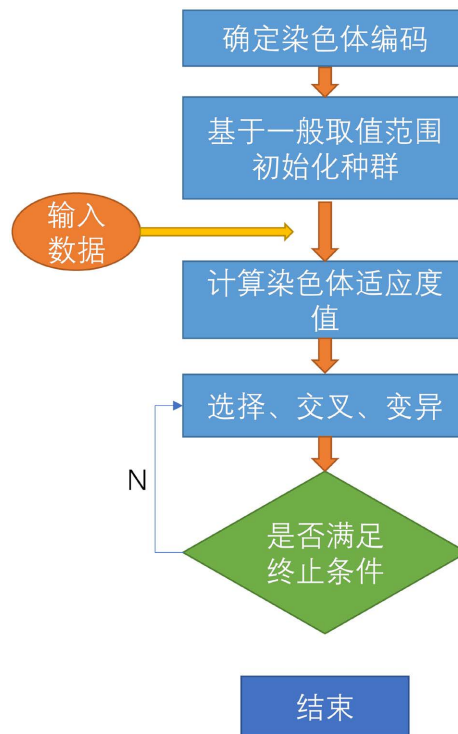 确定染色体编码
基于一般取值范围
初始化种群
输入
数据
计算染色体适应度
值
选择、交叉、变异
N
是否满足
终止条件
结束